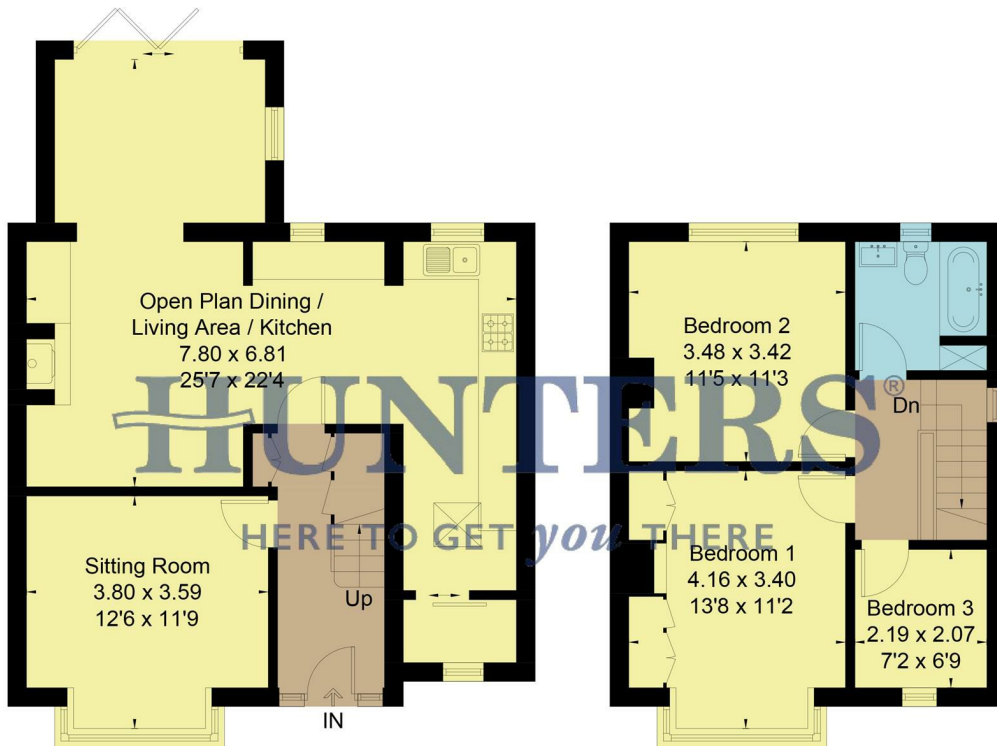 Open Plan Dining /
Living Area / Kitchen
7.80 x 6.81
25'7 x 22'4
Sitting Room
3.80 x 3.59
12'6 x 11'9
Up
IN
Bedroom 2
3.48 x 3.42
11'5 x 11'3
Dn
Bedroom 1
4.16 x 3.40
13'8 x 11'2
Bedroom 3
2.19 x 2.07
7'2 x 6'9
HUNTERS®
HERE TO GET you THERE